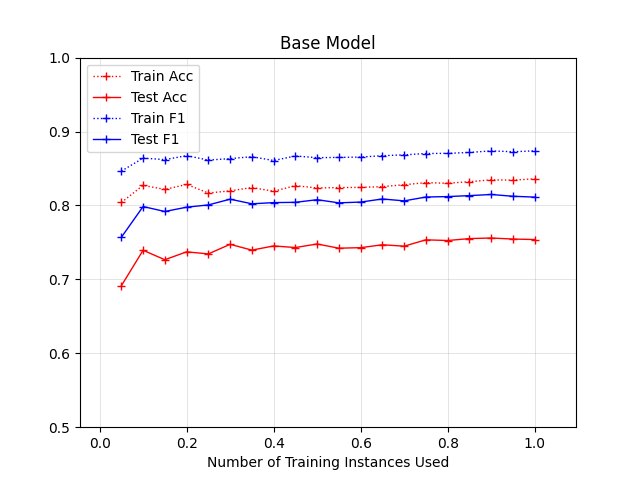 Base Model
1.0
0.9
0.8
0.7
0.6
0.5
Train Acc
Test Acc
Train F1
Test F1
0.0 0.2 0.4 0.6 0.8 1.0
Number of Training Instances Used